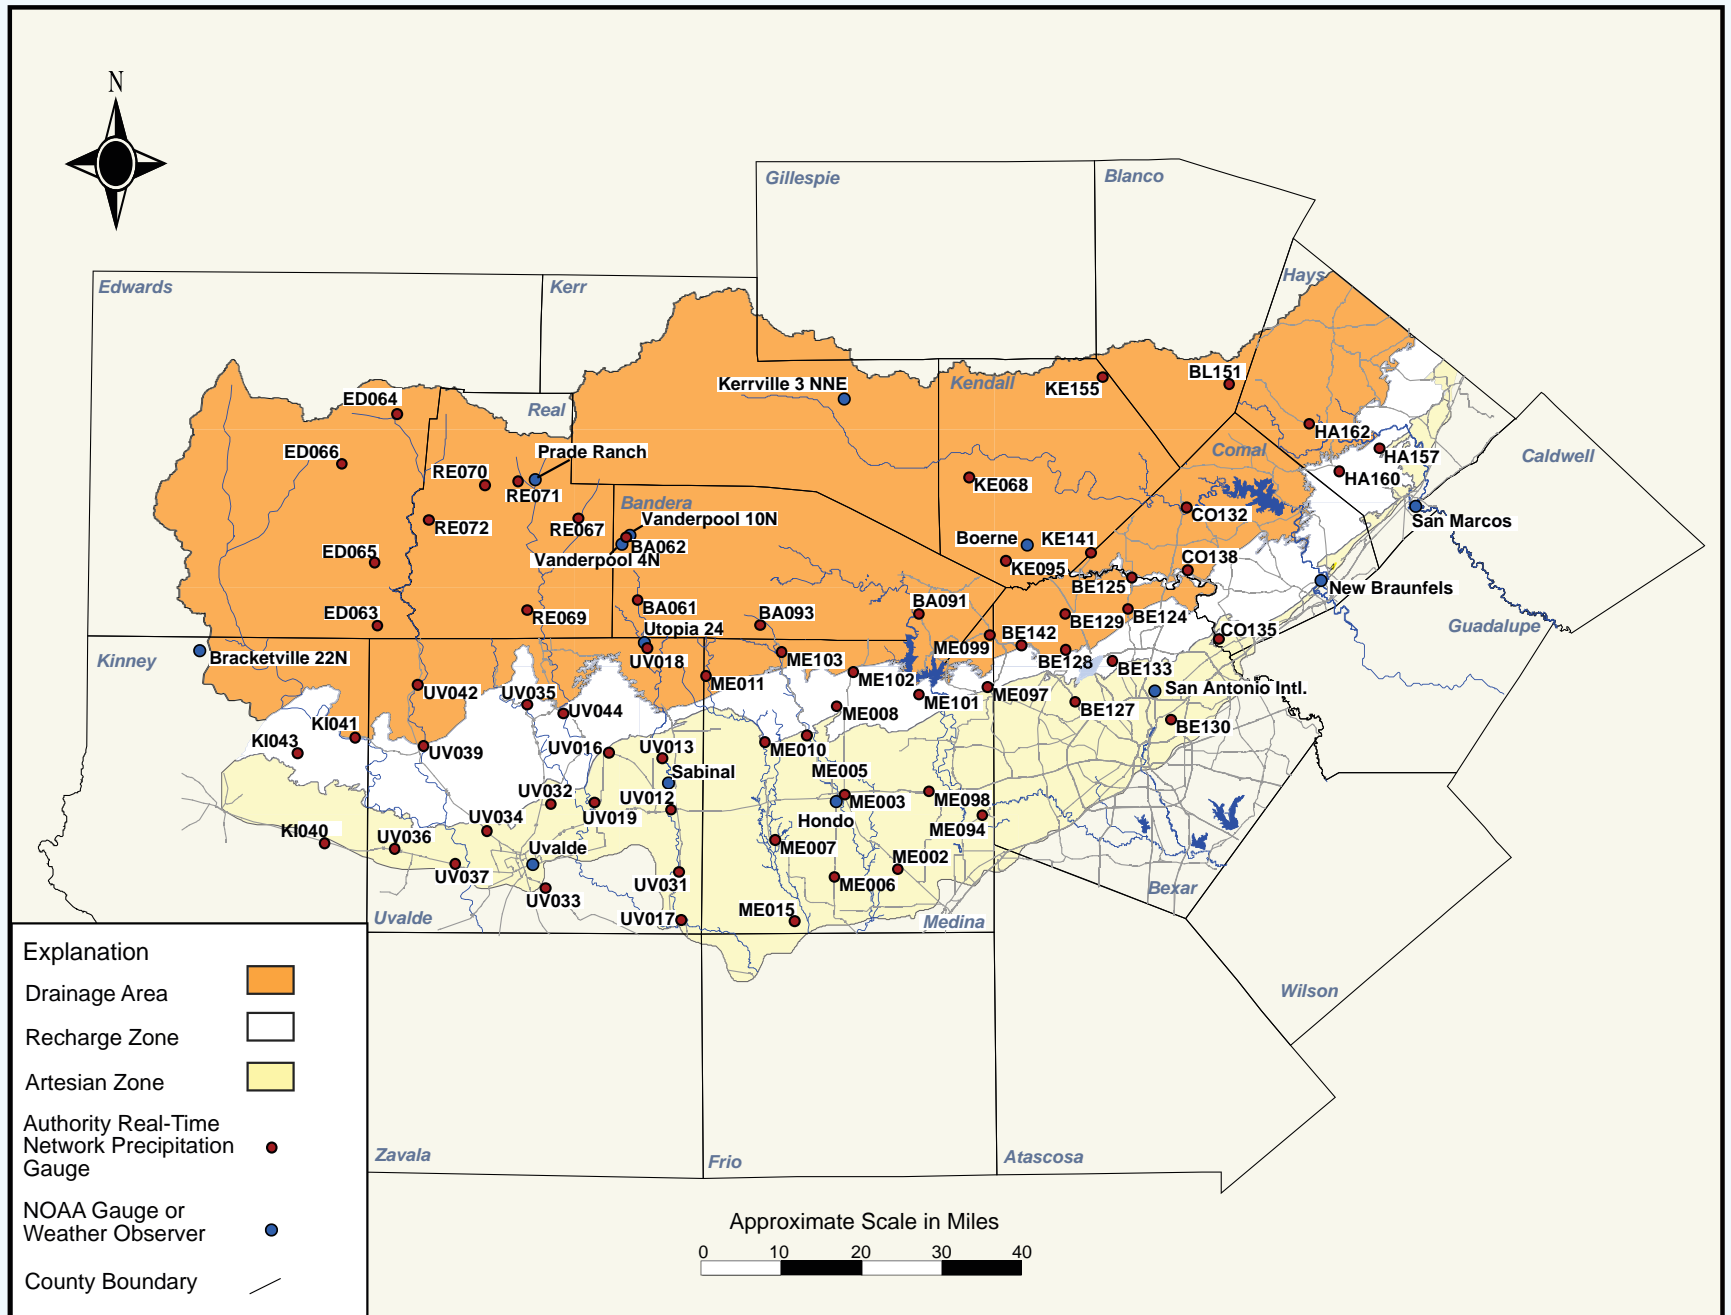 N
Gillespie
Blanco
Hays
Edwards
Kerr
Kendall
Kerrville 3 NNE
KE155
BL151
ED064
Real
HA162
Comal
HA157
Caldwell
ED066
Prade Ranch
RE070
RE071
KE068
HA160
Bandera
RE072
RE067
Vanderpool 10N
CO132
San Marcos
BA062
Boerne
KE141
ED065
Vanderpool 4N
KE095
CO138
BE125
New Braunfels
BA061
BA093
BA091
ED063
RE069
BE129
BE124
Guadalupe
Utopia 24
BE142
CO135
Kinney
Bracketville 22N
UV018
ME103
ME099
BE128
BE133
UV042
UV035
ME011
ME102
ME097
San Antonio Intl.
UV044
ME008
ME101
BE127
KI041
BE130
KI043
UV039
UV016
UV013
ME010
Sabinal
ME005
UV032
UV012
ME003
ME098
UV034
UV019
Hondo
ME094
KI040
UV036
Uvalde
ME007
ME002
UV037
UV031
ME006
Bexar
UV033
UV017
ME015
Uvalde
Medina
Wilson
Zavala
Frio
Atascosa
Explanation
Drainage Area
Recharge Zone
Artesian Zone
Authority Real-Time
Network Precipitation
Gauge
NOAA Gauge or
Weather Observer
County Boundary
Approximate Scale in Miles
0 10 20 30 40